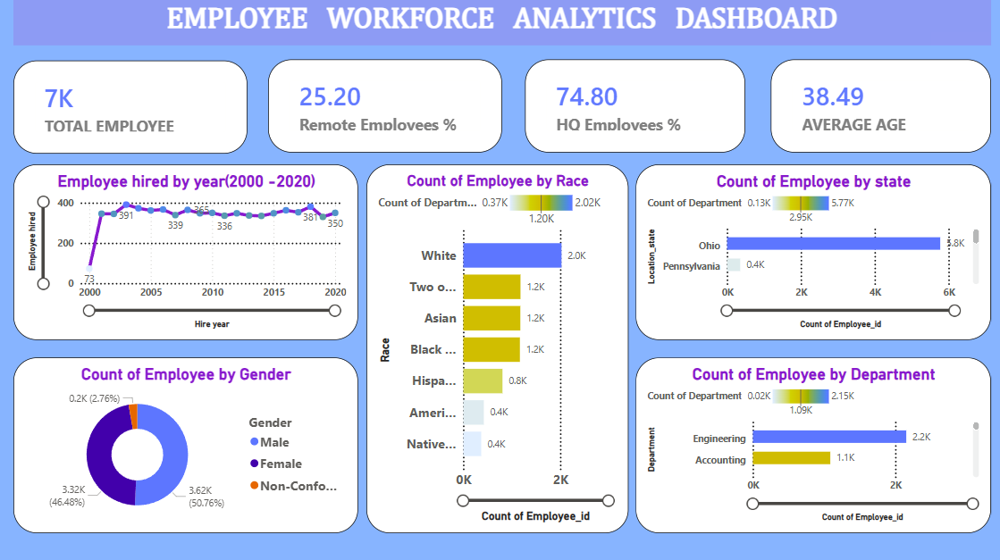 EMPLOYEE WORKFORCE ANALYTICS DASHBOARD
7K
TOTAL EMPLOYEE
25.20
Remote Employees %
74.80
HQ Employees %
38.49
AVERAGE AGE
Employee hired by year(2000 -2020)
Employee hired
400
200
0
73
391
339
365
336
381
350
2000
2005
2010
2015
2020
Hire year
Count of Employee by Gender
0.2K (2.76%)
3.32K
(46.48%)
3.62K
(50.76%)
Gender
Male
Female
Non-Confo...
Count of Employee by Race
Count of Departm... 0.37K 2.02K
1.20K
Race
White 2.0K
Two o... 1.2K
Asian 1.2K
Black ... 1.2K
Hispa... 0.8K
Ameri... 0.4K
Native... 0.4K
0K 2K
Count of Employee_id
Count of Employee by state
Count of Department 0.13K 5.77K
2.95K
Location_state
Ohio 5.8K
Pennsylvania 0.4K
0K 2K 4K 6K
Count of Employee_id
Count of Employee by Department
Count of Department 0.02K 2.15K
1.09K
Department
Engineering 2.2K
Accounting 1.1K
0K 2K
Count of Employee_id